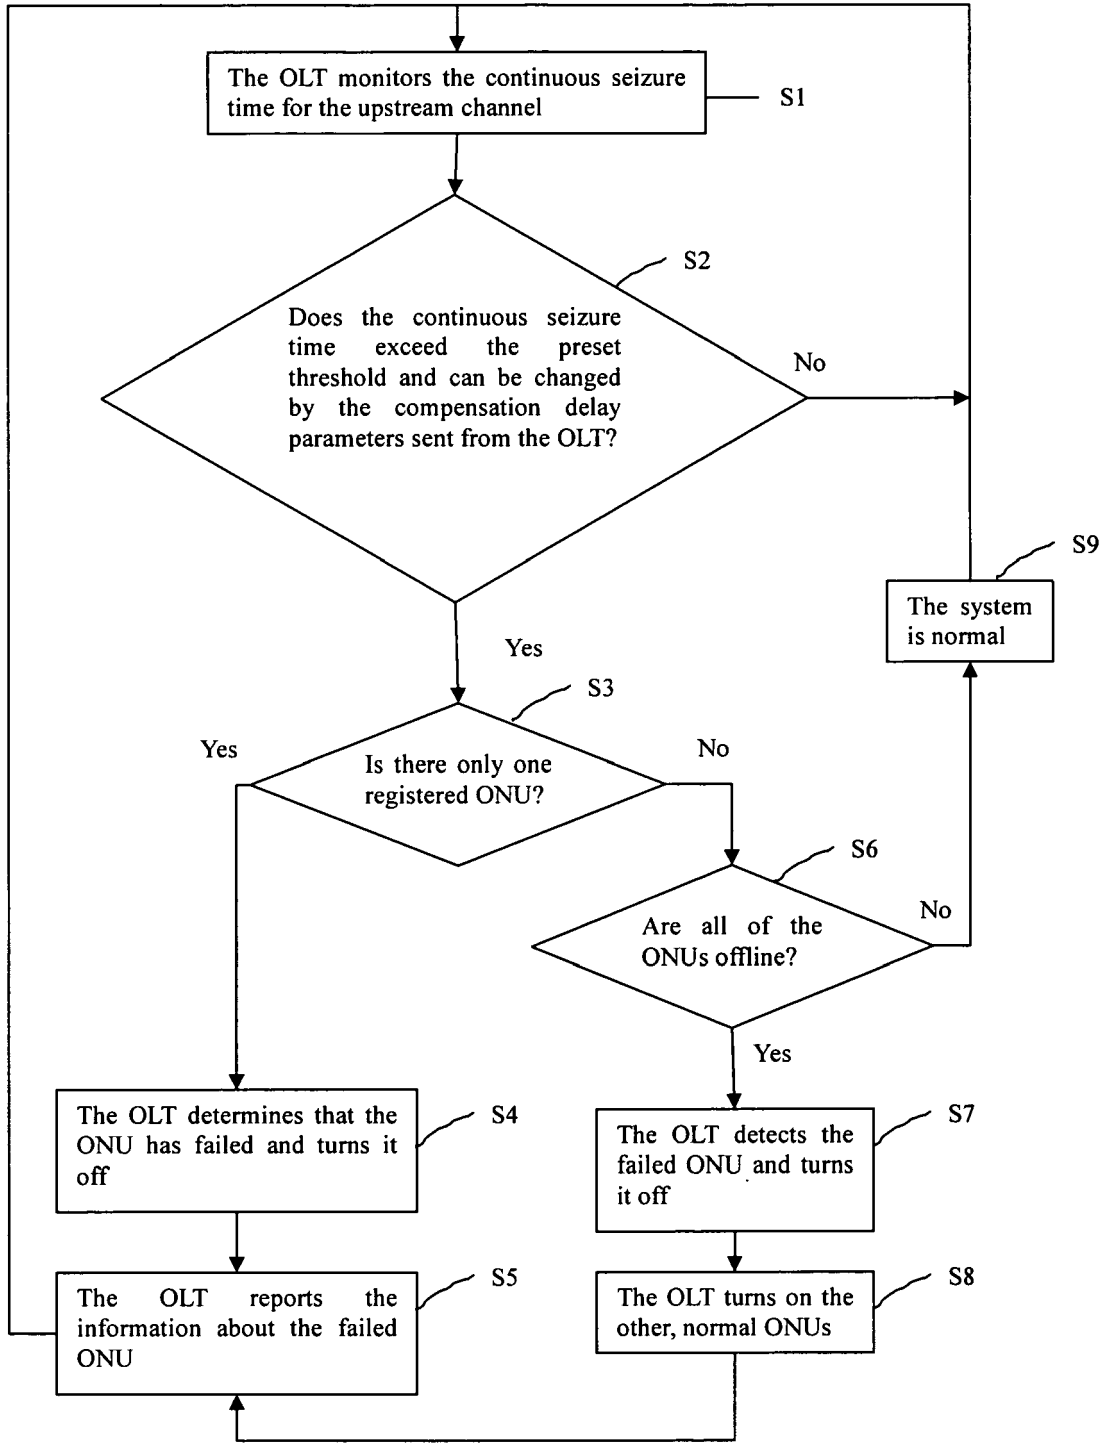 The OLT monitors the continuous seizure
time for the upstream channel
S1
S2
Does the continuous seizure
time exceed the preset
threshold and can be changed
by the compensation delay
parameters sent from the OLT?
No
S9
The system
is normal
Yes
S3
Yes
No
Is there only one
registered ONU?
S6
No
Are all of the
ONUs offline?
Yes
The OLT determines that the
ONU has failed and turns it
off
S4
The OLT detects the
failed ONU and turns
it off
S7
The OLT reports the
information about the failed
ONU
S5
The OLT turns on the
other, normal ONUs
S8